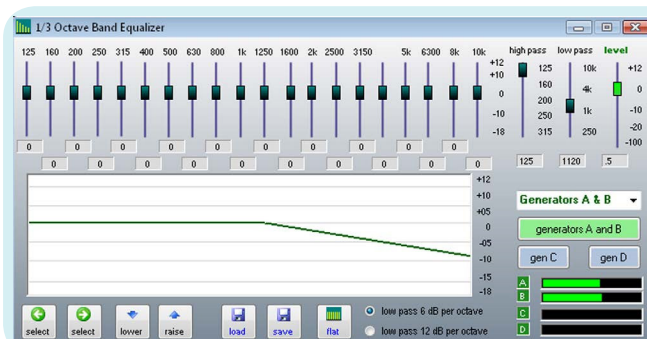 1/3 Octave Band Equalizer
125 160 200 250 315 400 500 630 800 1k 1250 1600 2k 2500 3150 5k 6300 8k 10k
high pass low pass level
+12
+10
0
-10
-18
125
160
200
250
315
10k
4k
1k
250
+12
0
-10
-20
-100
0 0 0 0 0 0 0 0 0 0
0 0 0 0 0 0 0 0 0 0
125 1120 .5
+12
+10
+05
0
-05
-10
-15
-18
Generators A & B
generators A and B
gen C gen D
A
B
C
D
select select lower raise load save flat
low pass 6 dB per octave
low pass 12 dB per octave